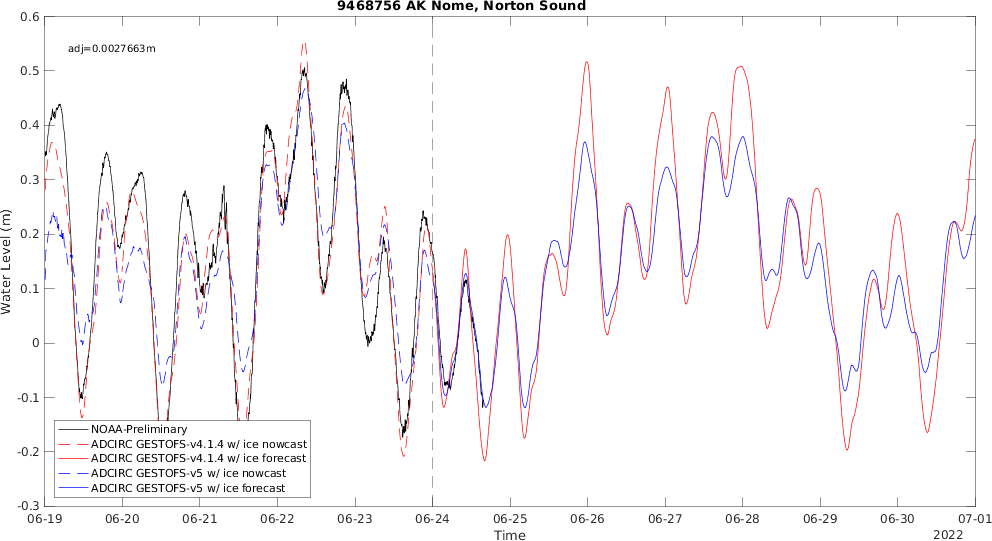 9468756 AK Nome, Norton Sound
adj=0.0027663m
0.6
0.5
0.4
0.3
0.2
0.1
0
-0.1
-0.2
-0.3
Water Level (m)
NOAA-Preliminary
ADCIRC GESTOFS-v4.1.4 w/ ice nowcast
ADCIRC GESTOFS-v4.1.4 w/ ice forecast
ADCIRC GESTOFS-v5 w/ ice nowcast
ADCIRC GESTOFS-v5 w/ ice forecast
06-19 06-20 06-21 06-22 06-23 06-24 06-25 06-26 06-27 06-28 06-29 06-30 07-01
Time
2022